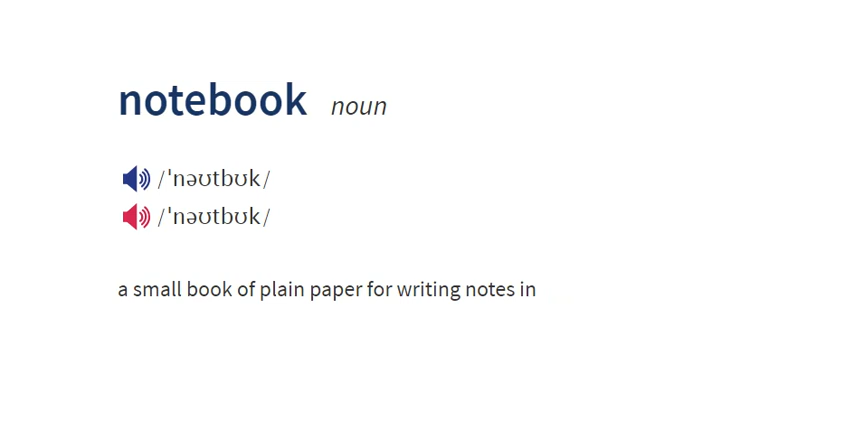 notebook noun
/ˈnəʊtbʊk/
/ˈnəʊtbʊk/
a small book of plain paper for writing notes in